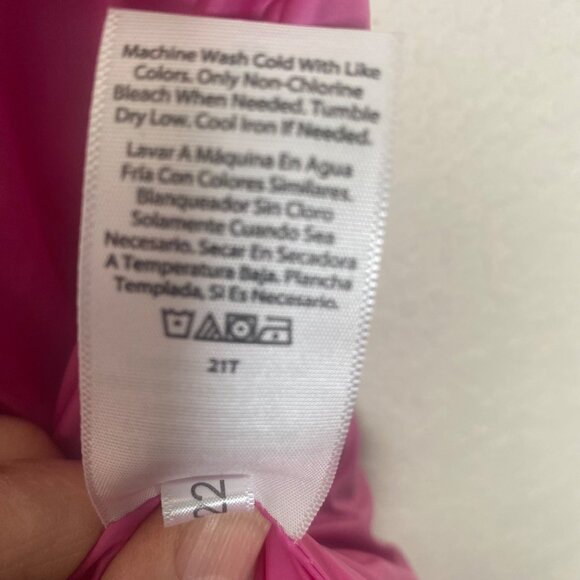 Machine Wash Cold With Like
Colors. Only Non-Chlorine
Bleach When Needed. Tumble
Dry Low. Cool Iron If Needed.
Lavar A Máquina En Agua
Fría Con Colores Similares.
Blanqueador Sin Cloro
Solamente Cuando Sea
Necesario. Secar En Secadora
A Temperatura Baja. Plancha
Templada, Si Es Necesario.
21T
22